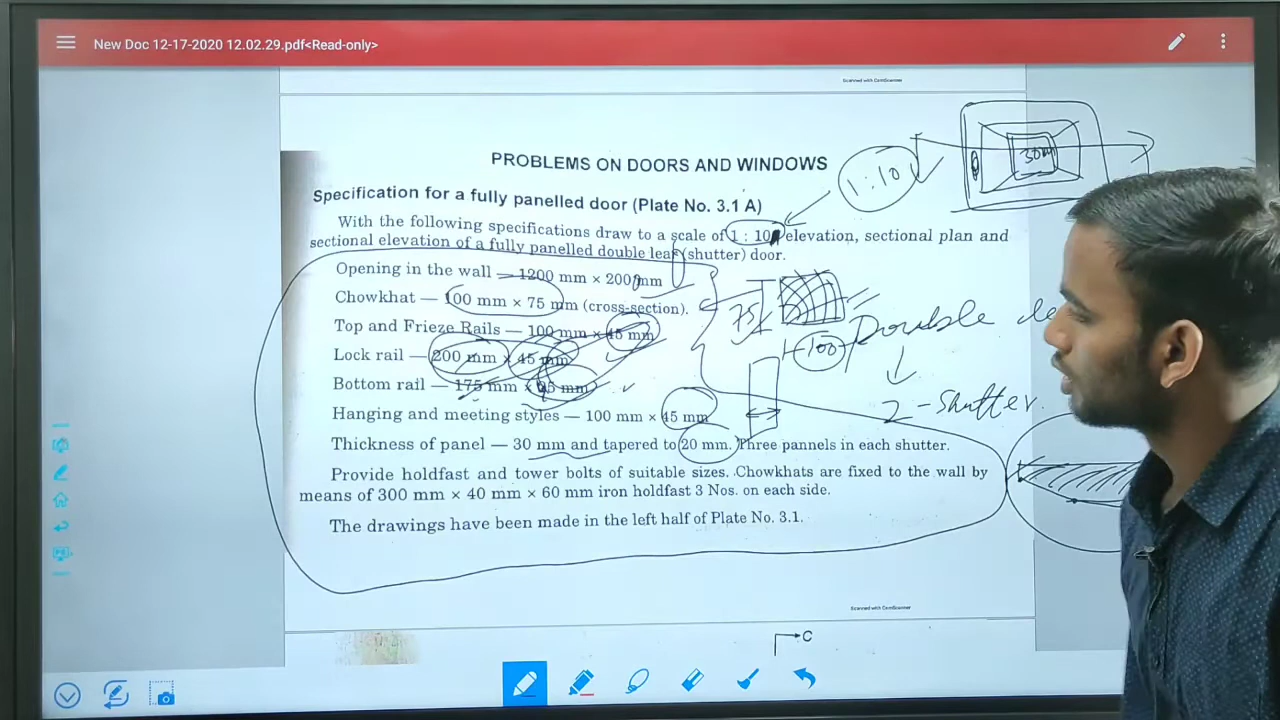 New Doc 12-17-2020 12.02.29.pdf<Read-only>
Scanned with CamScanner
PROBLEMS ON DOORS AND WINDOWS
Specification for a fully panelled door (Plate No. 3.1 A)
With the following specifications draw to a scale of 1 : 10, elevation, sectional plan and
sectional elevation of a fully panelled double leaf (shutter) door.
Opening in the wall — 1200 mm × 2000 mm
Chowkhat — 100 mm × 75 mm (cross-section).
Top and Frieze Rails — 100 mm × 45 mm
Lock rail — 200 mm × 45 mm
Bottom rail — 175 mm × 45 mm
Hanging and meeting styles — 100 mm × 45 mm
Thickness of panel — 30 mm and tapered to 20 mm. Three pannels in each shutter.
Provide holdfast and tower bolts of suitable sizes. Chowkhats are fixed to the wall by
means of 300 mm × 40 mm × 60 mm iron holdfast 3 Nos. on each side.
The drawings have been made in the left half of Plate No. 3.1.
Scanned with CamScanner
1:10
30m
75
100
Double
2-shutter.
C